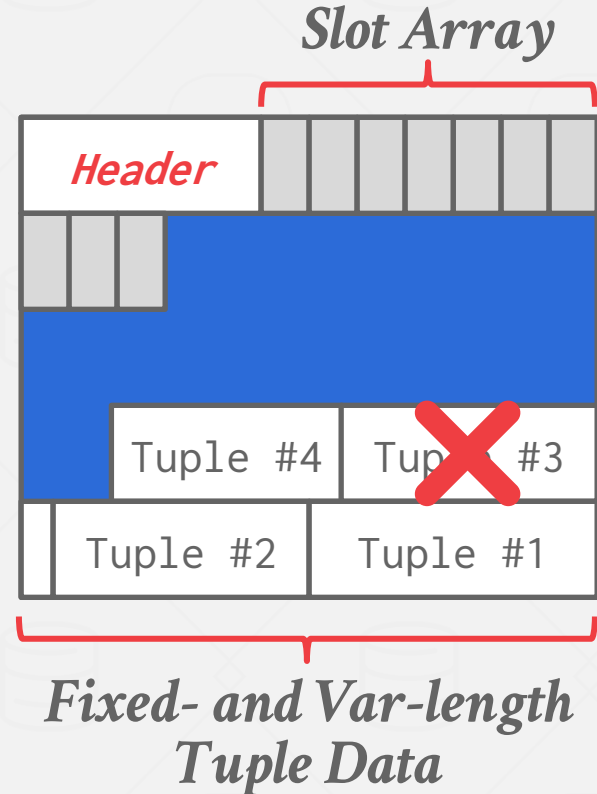 Slot Array
Header
Tuple #4
Tup #3
Tuple #2
Tuple #1
Fixed- and Var-length
Tuple Data